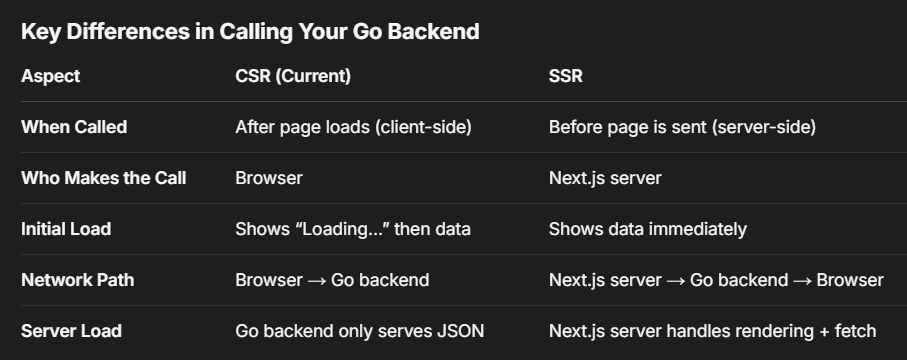 Key Differences in Calling Your Go Backend
Aspect CSR (Current) SSR
When Called After page loads (client-side) Before page is sent (server-side)
Who Makes the Call Browser Next.js server
Initial Load Shows “Loading...” then data Shows data immediately
Network Path Browser → Go backend Next.js server → Go backend → Browser
Server Load Go backend only serves JSON Next.js server handles rendering + fetch